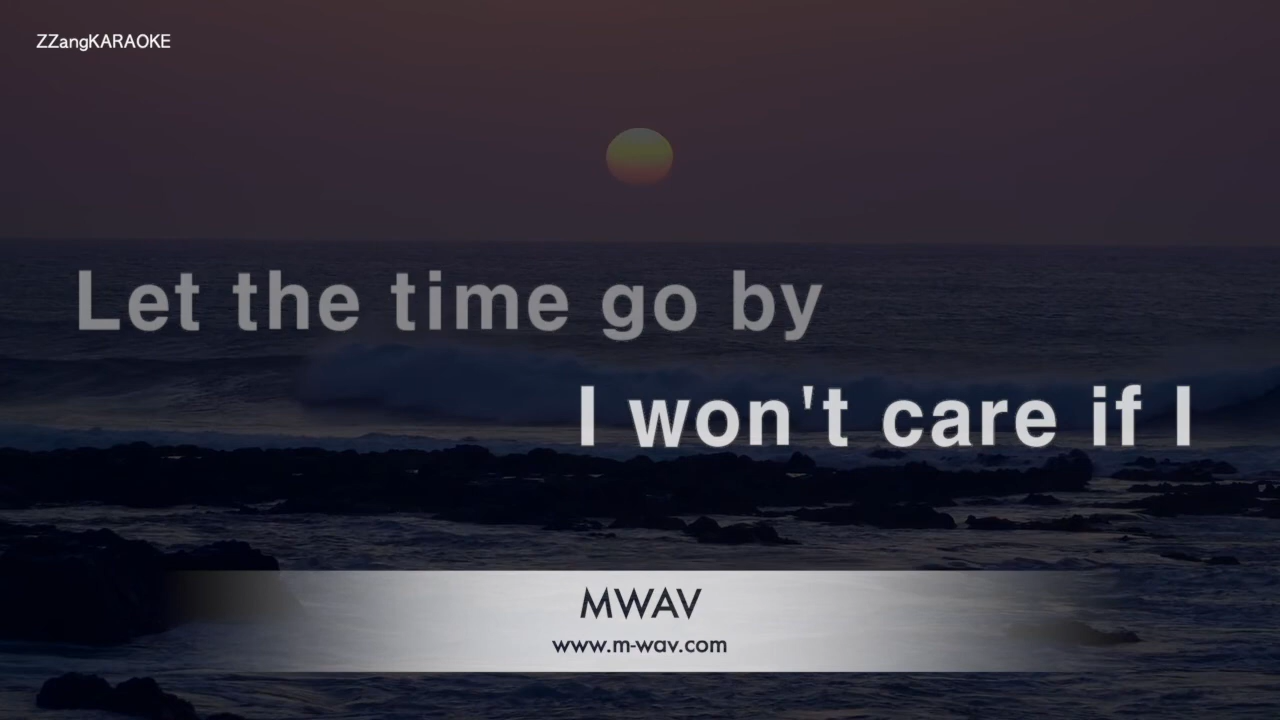 ZZangKARAOKE
Let the time go by
I won't care if I
MWAV
www.m-wav.com